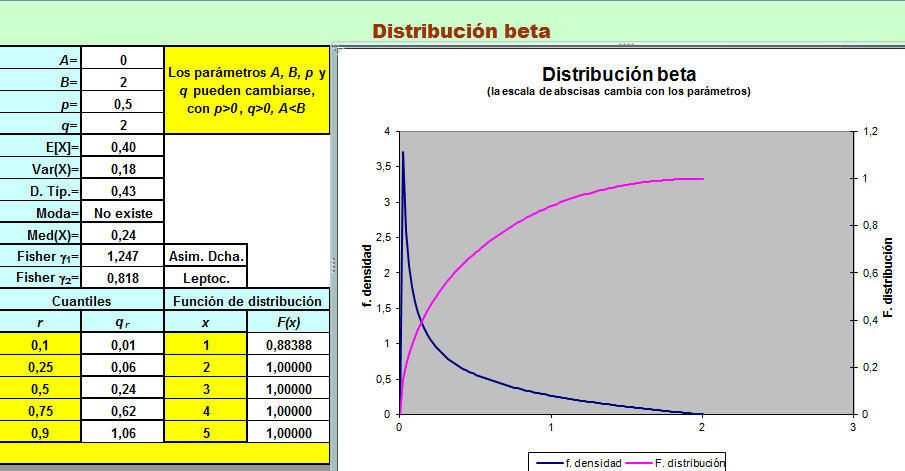 Distribución beta
A= 0
B= 2
p= 0,5
q= 2
Los parámetros A, B, p y
q pueden cambiarse,
con p>0, q>0, A<B
E[X]= 0,40
Var(X)= 0,18
D. Típ.= 0,43
Moda= No existe
Med(X)= 0,24
Fisher γ1= 1,247 Asim. Dcha.
Fisher γ2= 0,818 Leptoc.
Cuantiles Función de distribución
r qr x F(x)
0,1 0,01 1 0,88388
0,25 0,06 2 1,00000
0,5 0,24 3 1,00000
0,75 0,62 4 1,00000
0,9 1,06 5 1,00000
Distribución beta
(la escala de abscisas cambia con los parámetros)
f. densidad
4
3,5
3
2,5
2
1,5
1
0,5
0
0 1 2 3
1,2
1
0,8
0,6
0,4
0,2
0
F. distribución
f. densidad F. distribución